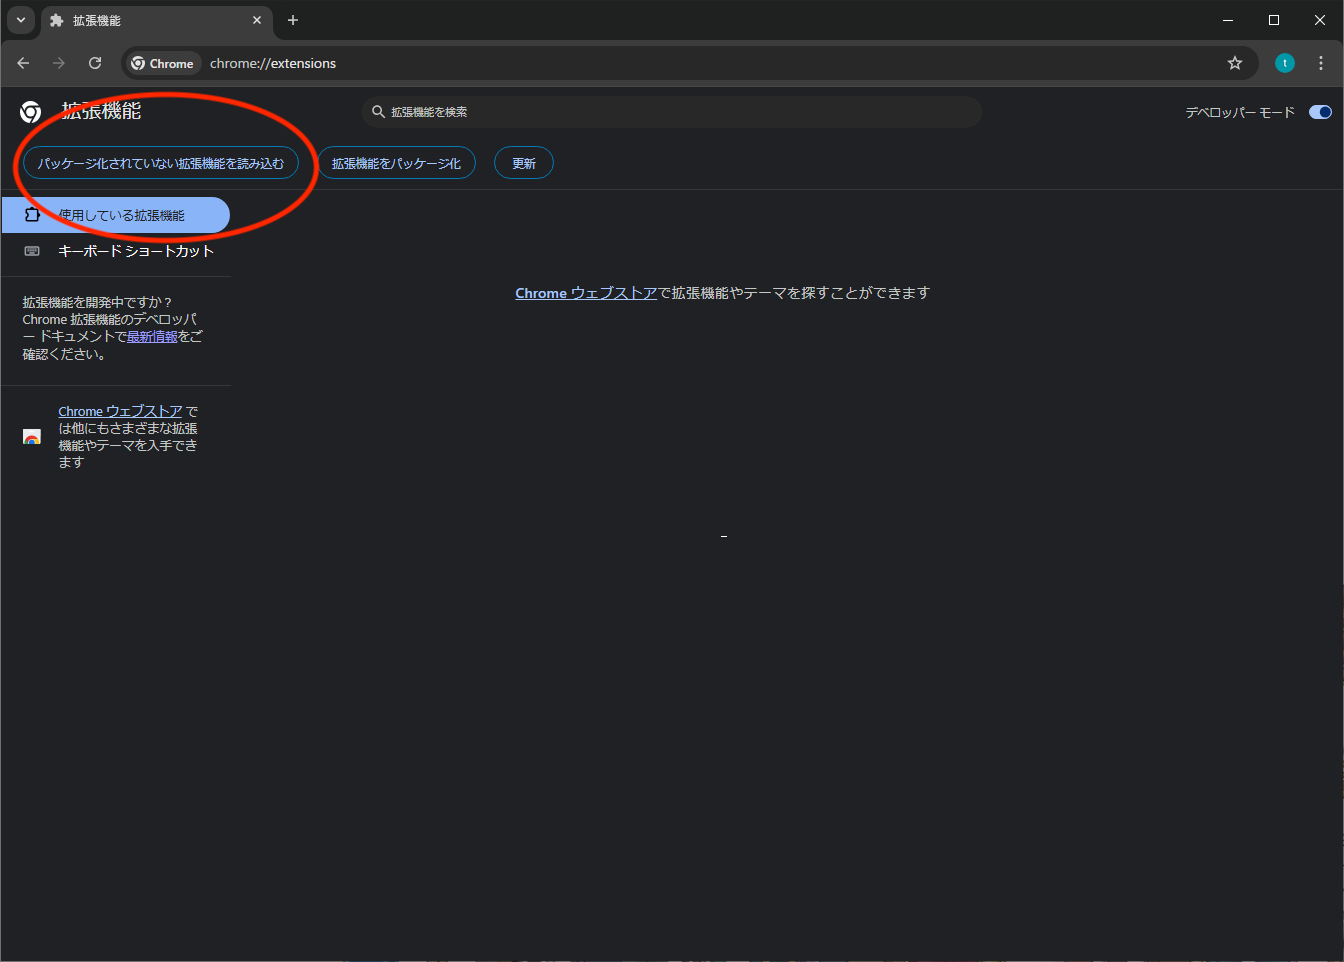 拡張機能
Chrome
chrome://extensions
t
拡張機能
拡張機能を検索
デベロッパー モード
パッケージ化されていない拡張機能を読み込む
拡張機能をパッケージ化
更新
使用している拡張機能
キーボード ショートカット
拡張機能を開発中ですか？
Chrome 拡張機能のデベロッパ
ー ドキュメントで最新情報をご
確認ください。
Chrome ウェブストア で
は他にもさまざまな拡張
機能やテーマを入手でき
ます
Chrome ウェブストアで拡張機能やテーマを探すことができます